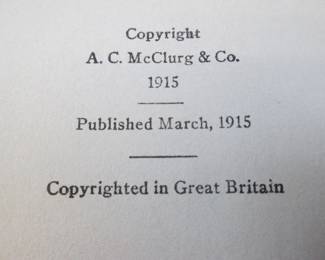 Copyright
A. C. McClurg & Co.
1915
Published March, 1915
Copyrighted in Great Britain